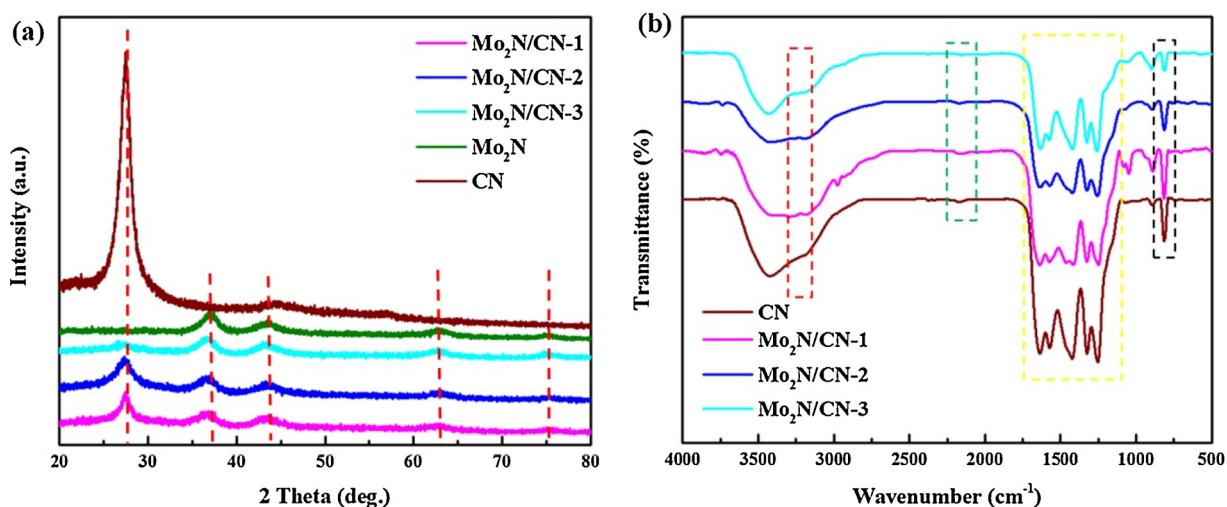 (a)
Mo₂N/CN-1
Mo₂N/CN-2
Mo₂N/CN-3
Mo₂N
CN
Intensity (a.u.)
20 30 40 50 60 70 80
2 Theta (deg.)
(b)
Transmittance (%)
CN
Mo₂N/CN-1
Mo₂N/CN-2
Mo₂N/CN-3
4000 3500 3000 2500 2000 1500 1000 500
Wavenumber (cm⁻¹)